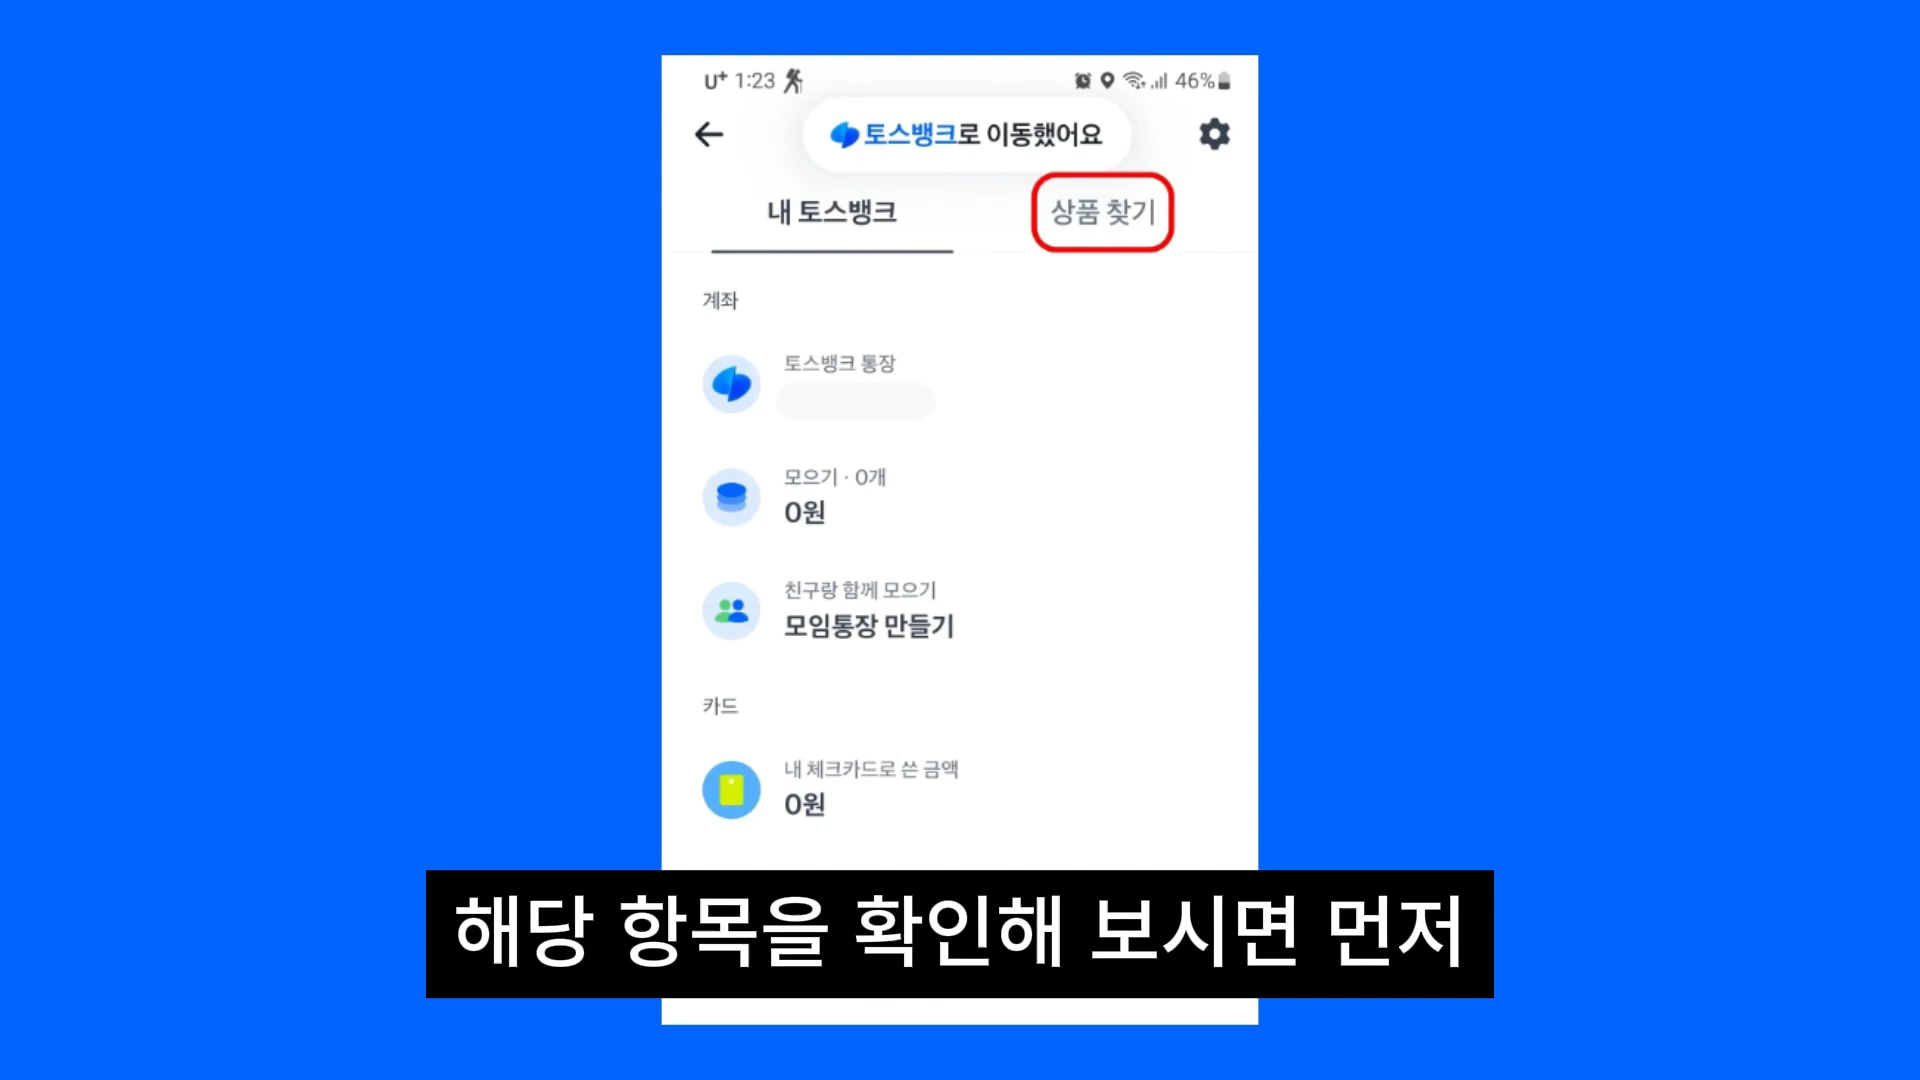 U⁺ 1:23 46%
토스뱅크로 이동했어요
내 토스뱅크 상품 찾기
계좌
토스뱅크 통장
모으기 · 0개
0원
친구랑 함께 모으기
모임통장 만들기
카드
내 체크카드로 쓴 금액
0원
해당 항목을 확인해 보시면 먼저